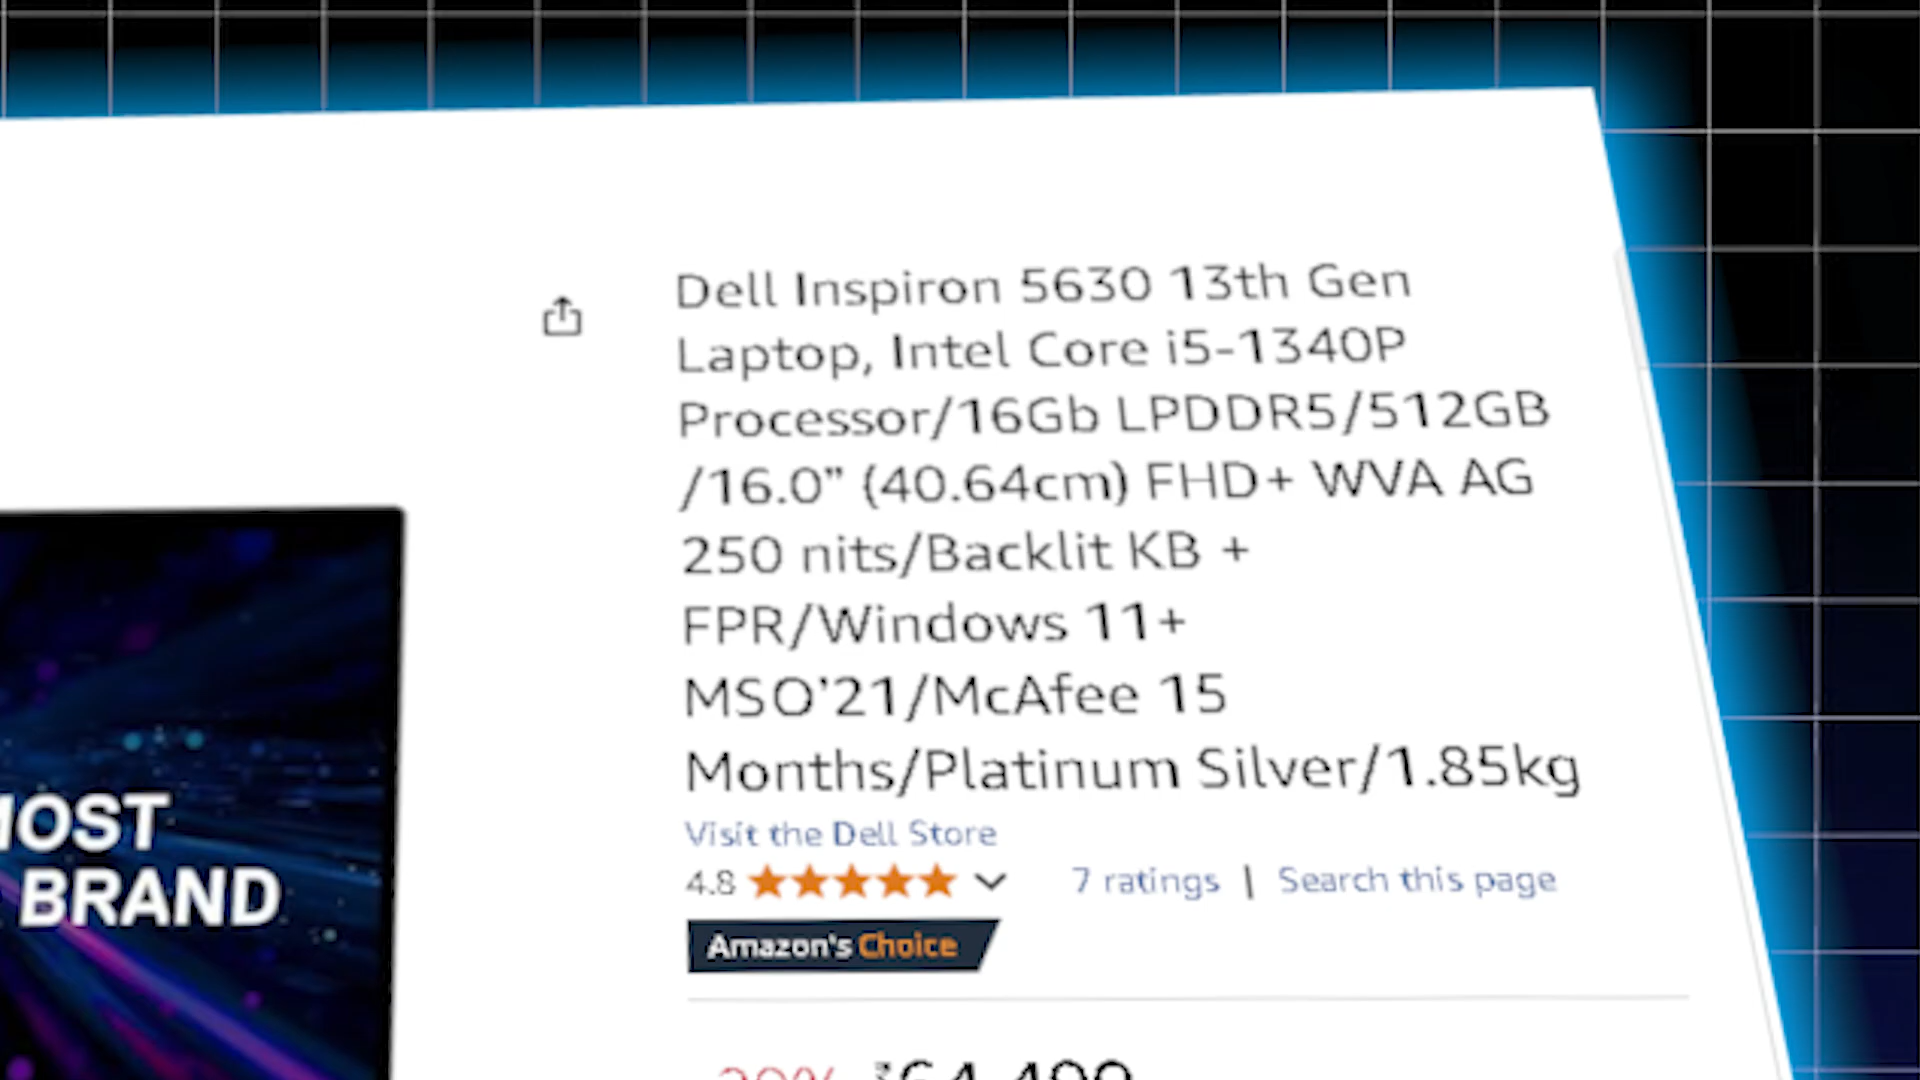 Dell Inspiron 5630 13th Gen
Laptop, Intel Core i5-1340P
Processor/16Gb LPDDR5/512GB
/16.0” (40.64cm) FHD+ WVA AG
250 nits/Backlit KB +
FPR/Windows 11+
MSO’21/McAfee 15
Months/Platinum Silver/1.85kg
Visit the Dell Store
4.8 7 ratings | Search this page
Amazon's Choice
BRAND